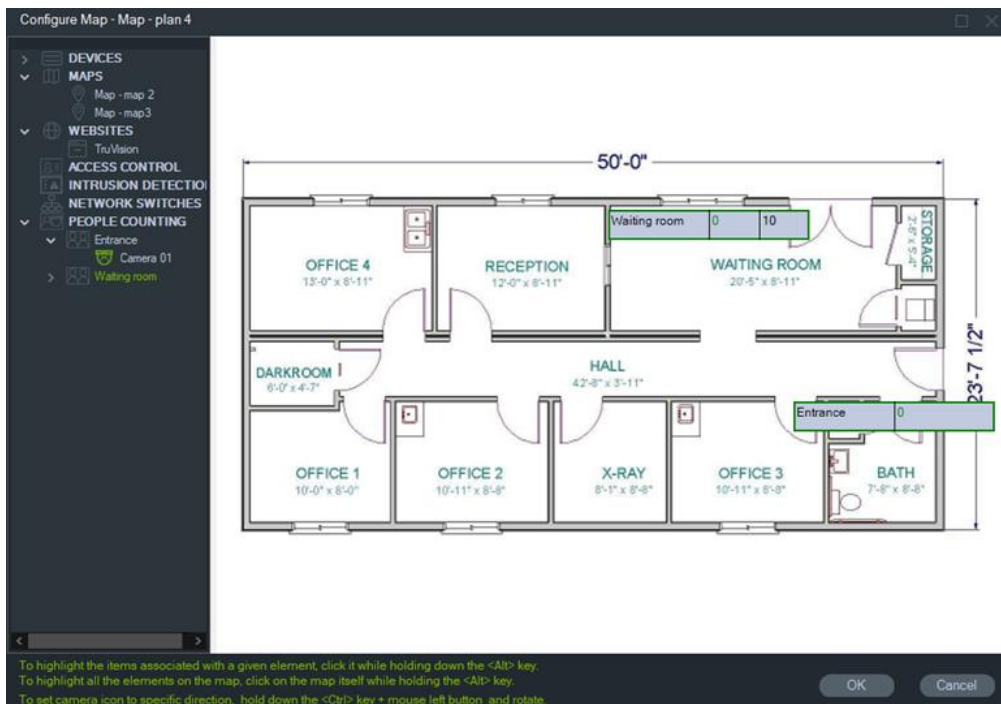 Configure Map - Map - plan 4
DEVICES
MAPS
Map - map 2
Map - map3
WEBSITES
TruVision
ACCESS CONTROL
INTRUSION DETECTIO
NETWORK SWITCHES
PEOPLE COUNTING
Entrance
Camera 01
Waiting room
50'-0"
Waiting room 0 10
STORAGE
2'-6" x 5'-4"
OFFICE 4
13'-0" x 8'-11"
RECEPTION
12'-0" x 8'-11"
WAITING ROOM
20'-5" x 8'-11"
23'-7 1/2"
DARKROOM
6'-0" x 4'-7"
HALL
42'-8" x 3'-11"
Entrance 0
OFFICE 1
10'-0" x 8'-0"
OFFICE 2
10'-11" x 8'-8"
X-RAY
8'-1" x 8'-8"
OFFICE 3
10'-11" x 8'-8"
BATH
7'-8" x 8'-8"
To highlight the items associated with a given element, click it while holding down the <Alt> key.
To highlight all the elements on the map, click on the map itself while holding the <Alt> key.
To set camera icon to specific direction, hold down the <Ctrl> key + mouse left button, and rotate.
OK
Cancel